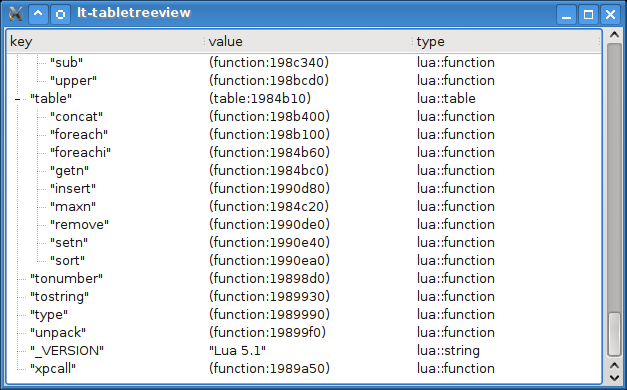 lt-tabletreeview
key value type
"sub" (function:198c340) lua::function
"upper" (function:198bcd0) lua::function
"table" (table:1984b10) lua::table
"concat" (function:198b400) lua::function
"foreach" (function:198b100) lua::function
"foreachi" (function:1984b60) lua::function
"getn" (function:1984bc0) lua::function
"insert" (function:1990d80) lua::function
"maxn" (function:1984c20) lua::function
"remove" (function:1990de0) lua::function
"setn" (function:1990e40) lua::function
"sort" (function:1990ea0) lua::function
"tonumber" (function:19898d0) lua::function
"tostring" (function:1989930) lua::function
"type" (function:1989990) lua::function
"unpack" (function:19899f0) lua::function
"_VERSION" "Lua 5.1" lua::string
"xpcall" (function:1989a50) lua::function